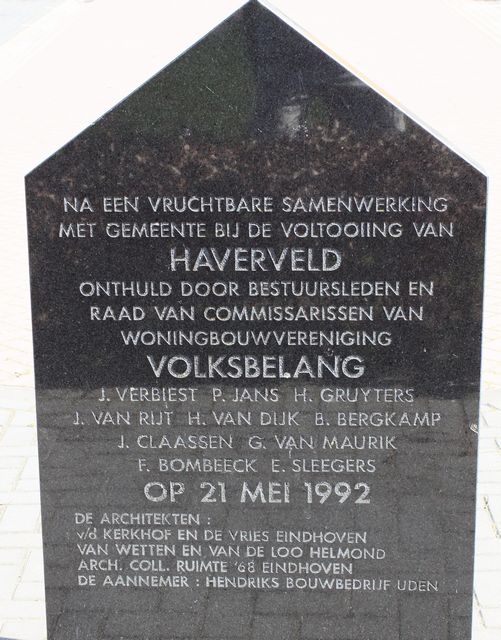 NA EEN VRUCHTBARE SAMENWERKING
MET GEMEENTE BIJ DE VOLTOOIING VAN
HAVERVELD
ONTHULD DOOR BESTUURSLEDEN EN
RAAD VAN COMMISSARISSEN VAN
WONINGBOUWVERENIGING
VOLKSBELANG
J. VERBIEST P. JANS H. GRUYTERS
J. VAN RIJT H. VAN DIJK B. BERGKAMP
J. CLAASSEN G. VAN MAURIK
F. BOMBEECK E. SLEEGERS
OP 21 MEI 1992
DE ARCHITEKTEN :
v/d KERKHOF EN DE VRIES EINDHOVEN
VAN WETTEN EN VAN DE LOO HELMOND
ARCH. COLL. RUIMTE '68 EINDHOVEN
DE AANNEMER : HENDRIKS BOUWBEDRIJF UDEN